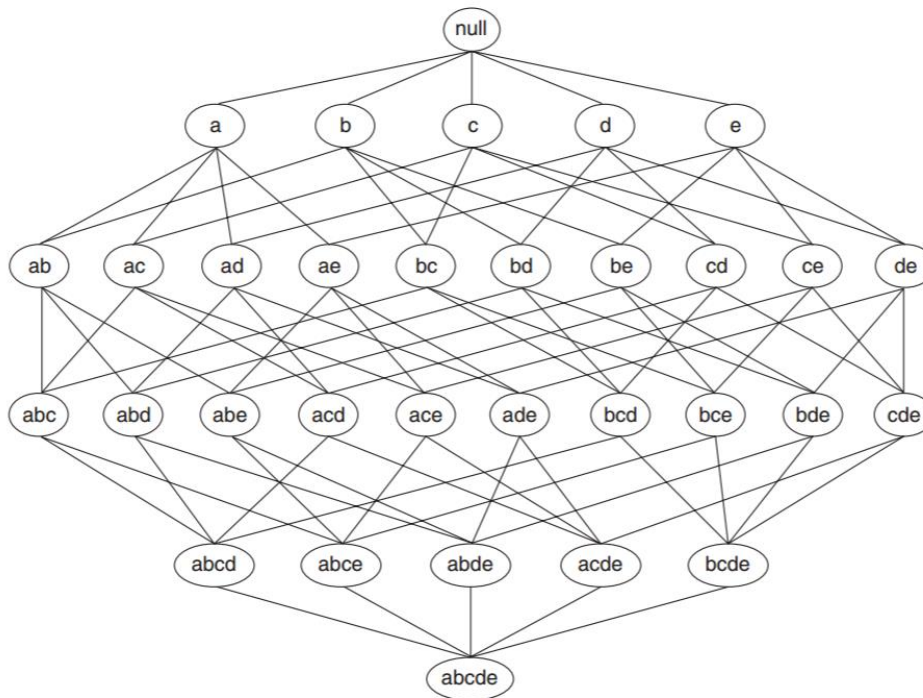 null
a b c d e
ab ac ad ae bc bd be cd ce de
abc abd abe acd ace ade bcd bce bde cde
abcd abce abde acde bcde
abcde